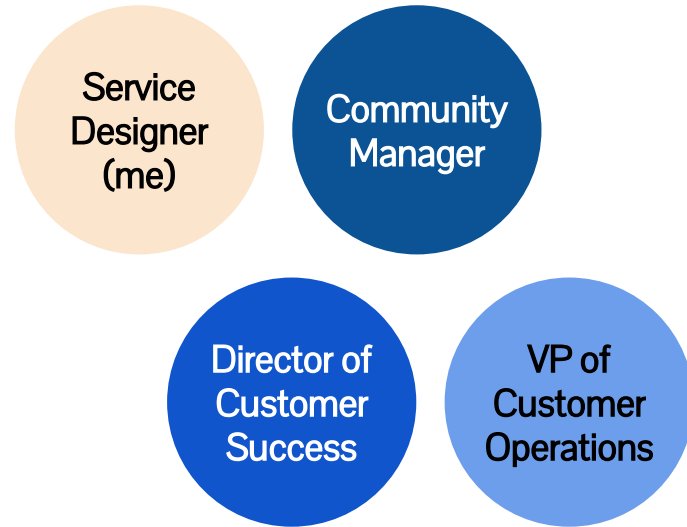 Service
Designer
(me)
Community
Manager
Director of
Customer
Success
VP of
Customer
Operations